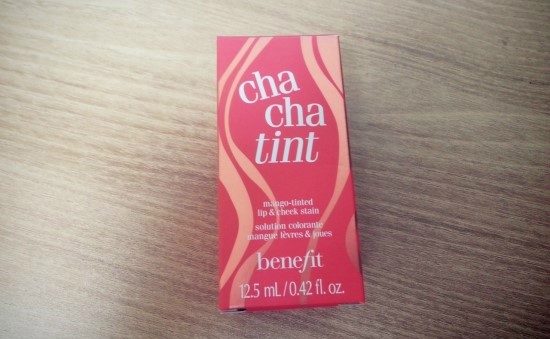 cha
cha
tint
mango-tinted
lip & cheek stain
solution colorante
mangue lèvres & joues
benefit
12.5 mL/0.42 fl. oz.